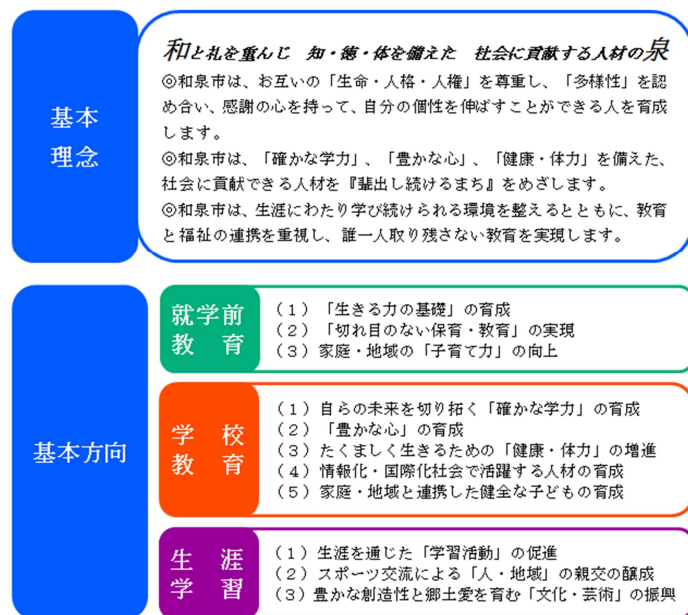 基本
理念
和と礼を重んじ　知・徳・体を備えた　社会に貢献する人材の泉
◎和泉市は、お互いの「生命・人格・人権」を尊重し、「多様性」を認
め合い、感謝の心を持って、自分の個性を伸ばすことができる人を育成
します。
◎和泉市は、「確かな学力」、「豊かな心」、「健康・体力」を備えた、
社会に貢献できる人材を『輩出し続けるまち』をめざします。
◎和泉市は、生涯にわたり学び続けられる環境を整えるとともに、教育
と福祉の連携を重視し、誰一人取り残さない教育を実現します。
基本方向
就学前
教育
（１）「生きる力の基礎」の育成
（２）「切れ目のない保育・教育」の実現
（３）家庭・地域の「子育て力」の向上
学校
教育
（１）自らの未来を切り拓く「確かな学力」の育成
（２）「豊かな心」の育成
（３）たくましく生きるための「健康・体力」の増進
（４）情報化・国際化社会で活躍する人材の育成
（５）家庭・地域と連携した健全な子どもの育成
生涯
学習
（１）生涯を通じた「学習活動」の促進
（２）スポーツ交流による「人・地域」の親交の醸成
（３）豊かな創造性と郷土愛を育む「文化・芸術」の振興